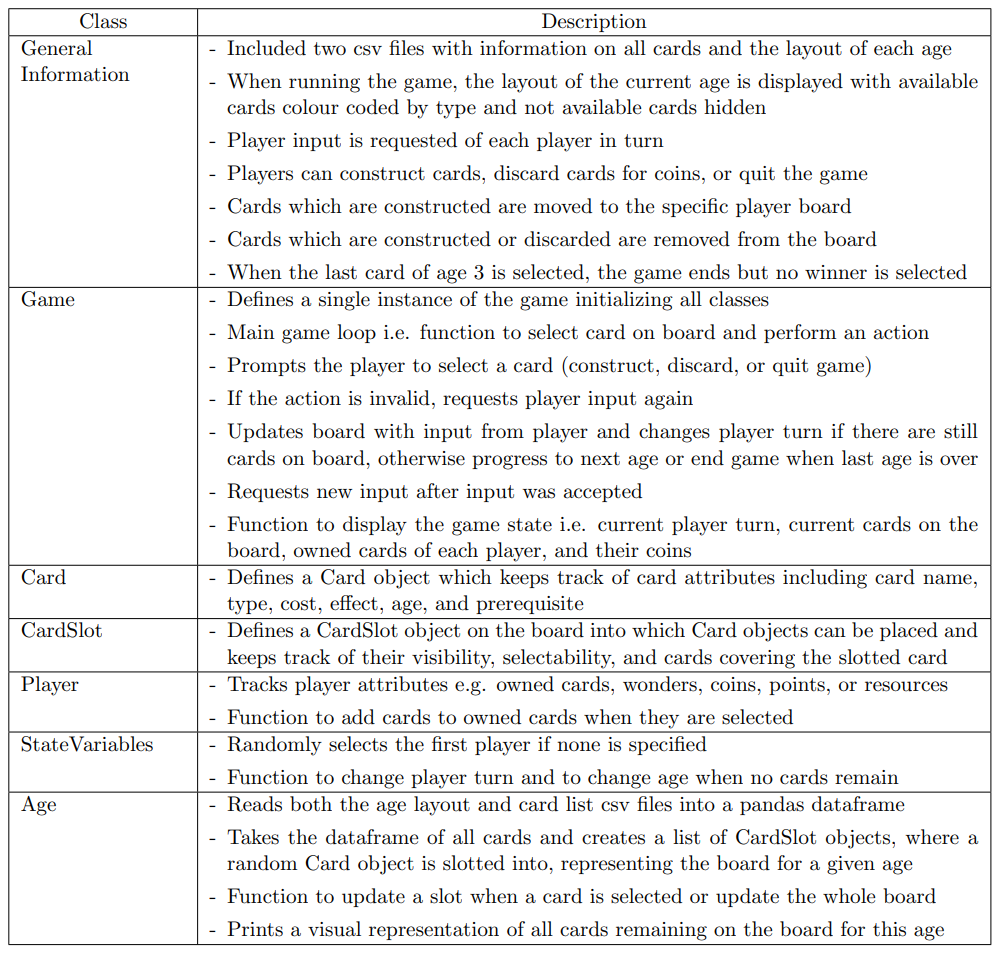 Class Description
General Information
- Included two csv files with information on all cards and the layout of each age
- When running the game, the layout of the current age is displayed with available
cards colour coded by type and not available cards hidden
- Player input is requested of each player in turn
- Players can construct cards, discard cards for coins, or quit the game
- Cards which are constructed are moved to the specific player board
- Cards which are constructed or discarded are removed from the board
- When the last card of age 3 is selected, the game ends but no winner is selected
Game
- Defines a single instance of the game initializing all classes
- Main game loop i.e. function to select card on board and perform an action
- Prompts the player to select a card (construct, discard, or quit game)
- If the action is invalid, requests player input again
- Updates board with input from player and changes player turn if there are still
cards on board, otherwise progress to next age or end game when last age is over
- Requests new input after input was accepted
- Function to display the game state i.e. current player turn, current cards on the
board, owned cards of each player, and their coins
Card
- Defines a Card object which keeps track of card attributes including card name,
type, cost, effect, age, and prerequisite
CardSlot
- Defines a CardSlot object on the board into which Card objects can be placed and
keeps track of their visibility, selectability, and cards covering the slotted card
Player
- Tracks player attributes e.g. owned cards, wonders, coins, points, or resources
- Function to add cards to owned cards when they are selected
StateVariables
- Randomly selects the first player if none is specified
- Function to change player turn and to change age when no cards remain
Age
- Reads both the age layout and card list csv files into a pandas dataframe
- Takes the dataframe of all cards and creates a list of CardSlot objects, where a
random Card object is slotted into, representing the board for a given age
- Function to update a slot when a card is selected or update the whole board
- Prints a visual representation of all cards remaining on the board for this age